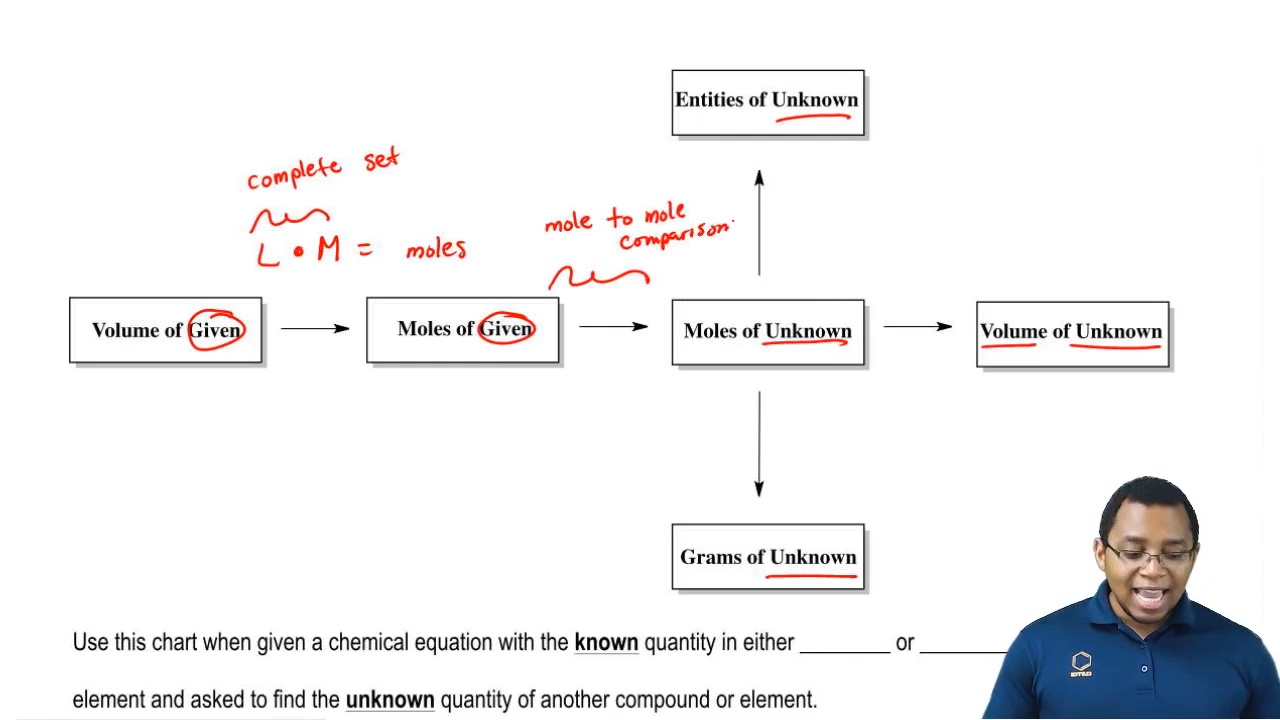 Entities of Unknown
complete set
L • M = moles
mole to mole
comparison
Volume of Given
Moles of Given
Moles of Unknown
Volume of Unknown
Grams of Unknown
Use this chart when given a chemical equation with the known quantity in either ________ or ________
element and asked to find the unknown quantity of another compound or element.